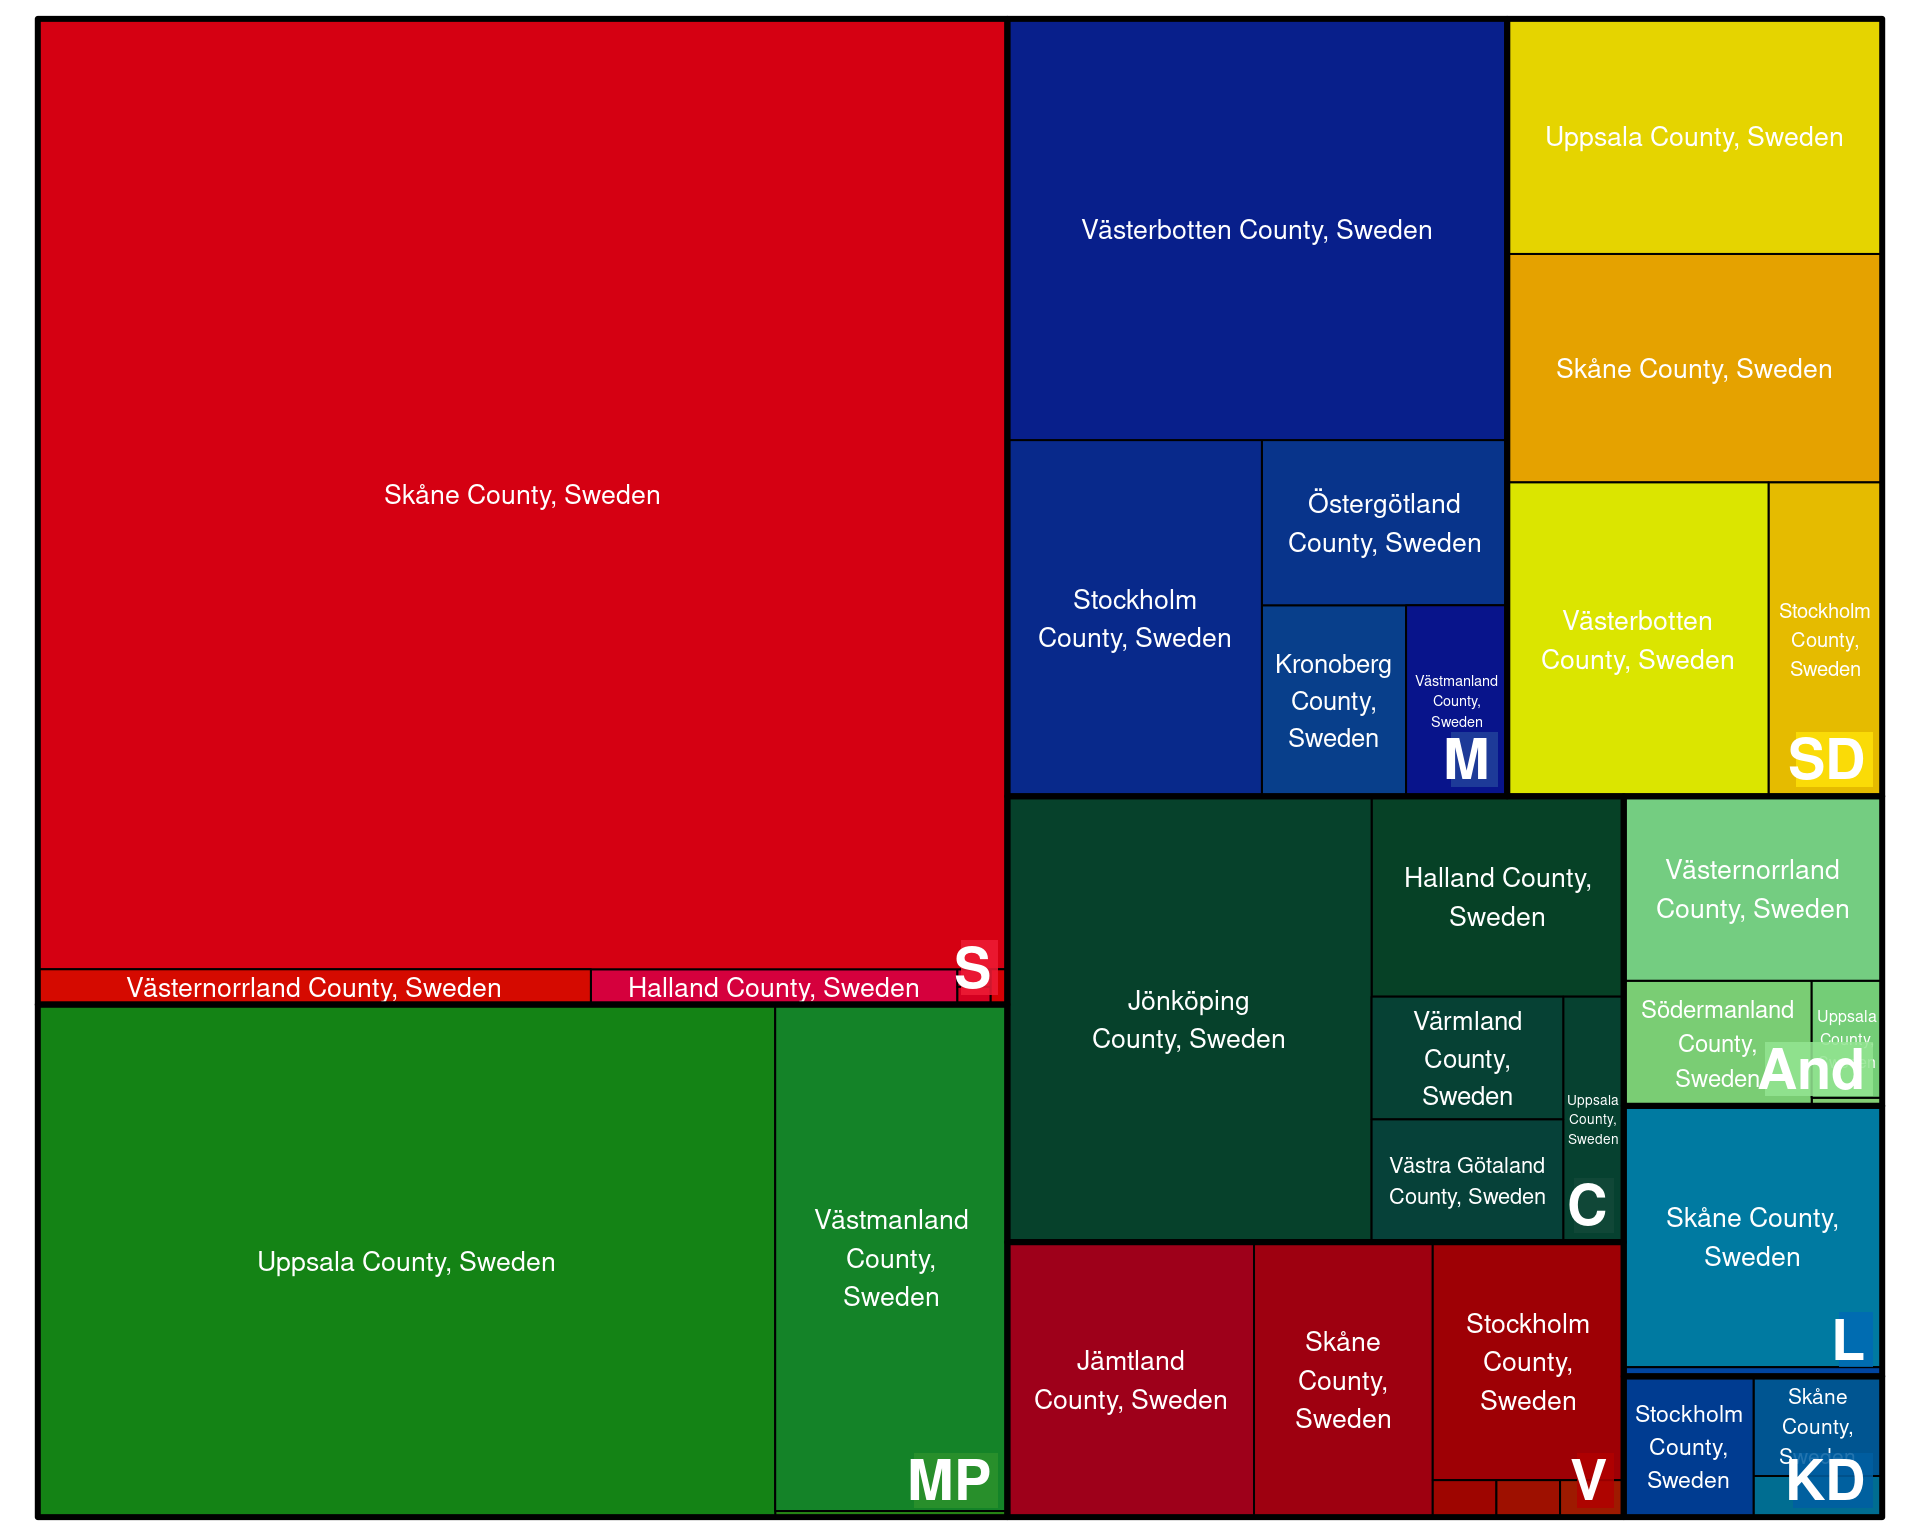 Skåne County, Sweden
Västernorrland County, Sweden
Halland County, Sweden
S
Uppsala County, Sweden
Västmanland
County,
Sweden
MP
Västerbotten County, Sweden
Stockholm
County, Sweden
Östergötland
County, Sweden
Kronoberg
County,
Sweden
Västmanland
County,
Sweden
M
Uppsala County, Sweden
Skåne County, Sweden
Västerbotten
County, Sweden
Stockholm
County,
Sweden
SD
Jönköping
County, Sweden
Halland County,
Sweden
Värmland
County,
Sweden
Västra Götaland
County, Sweden
Uppsala
County,
Sweden
C
Västernorrland
County, Sweden
Södermanland
County,
Sweden
Uppsala
County,
And
Skåne County,
Sweden
L
Jämtland
County, Sweden
Skåne
County,
Sweden
Stockholm
County,
Sweden
V
Stockholm
County,
Sweden
Skåne
County,
Sweden
KD